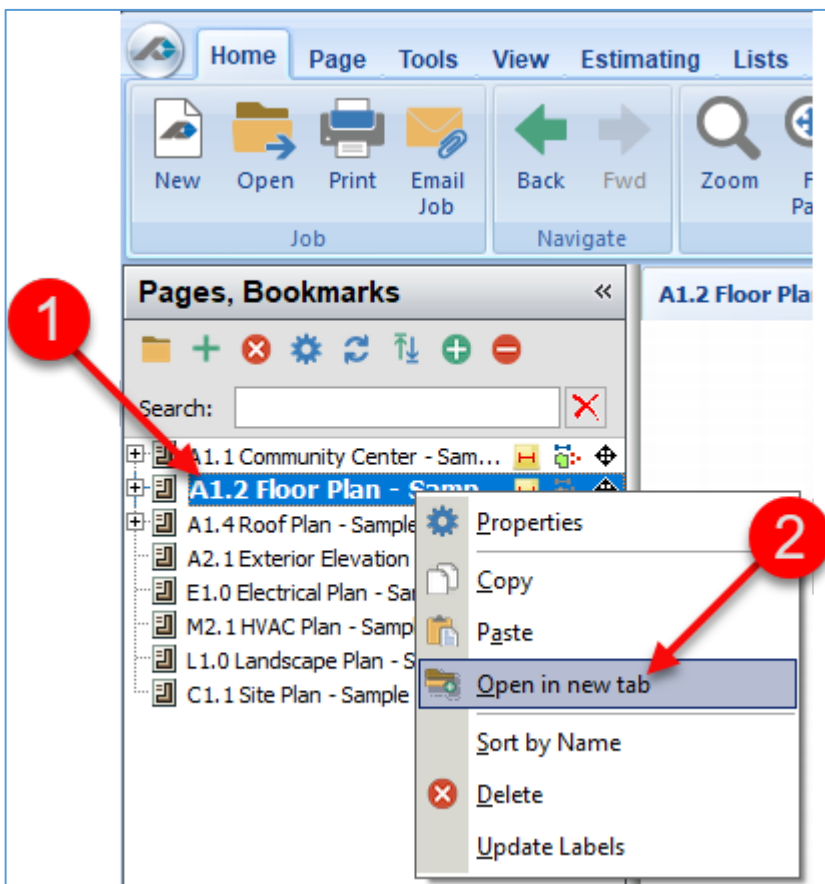 Home Page Tools View Estimating Lists
New Open Print Email Job Back Fwd Zoom
Job Navigate
Pages, Bookmarks « A1.2 Floor Pla
1
Search:
A1.1 Community Center - Sam...
A1.2 Floor Plan - Samp
A1.4 Roof Plan - Sample
A2.1 Exterior Elevation
E1.0 Electrical Plan - Sa
M2.1 HVAC Plan - Samp
L1.0 Landscape Plan - S
C1.1 Site Plan - Sample
Properties
2
Copy
Paste
Open in new tab
Sort by Name
Delete
Update Labels